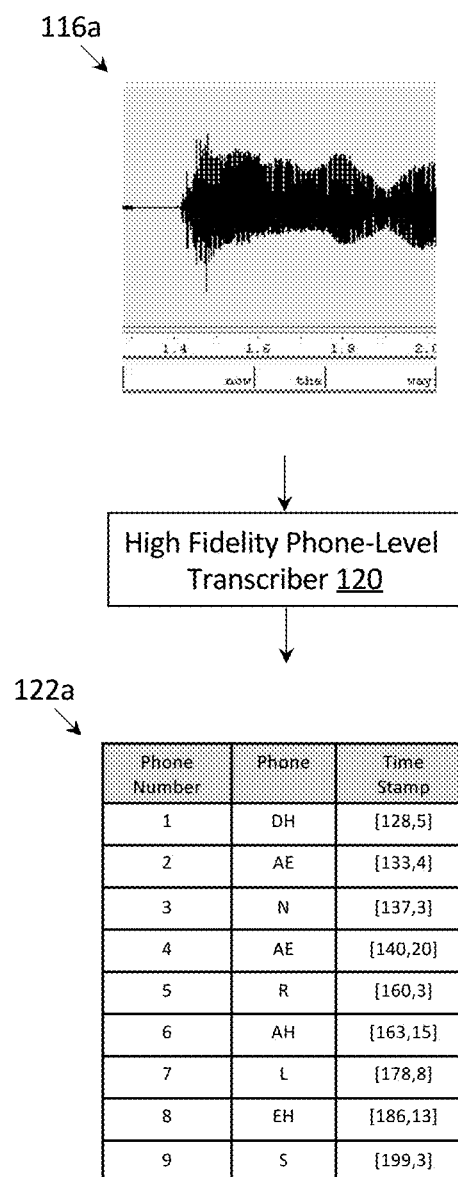 116a
1.4 1.6 1.8 2.0
now the way
High Fidelity Phone-Level
Transcriber 120
122a
Phone Number Phone Time Stamp
1 DH {128,5}
2 AE {133,4}
3 N {137,3}
4 AE {140,20}
5 R {160,3}
6 AH {163,15}
7 L {178,8}
8 EH {186,13}
9 S {199,3}